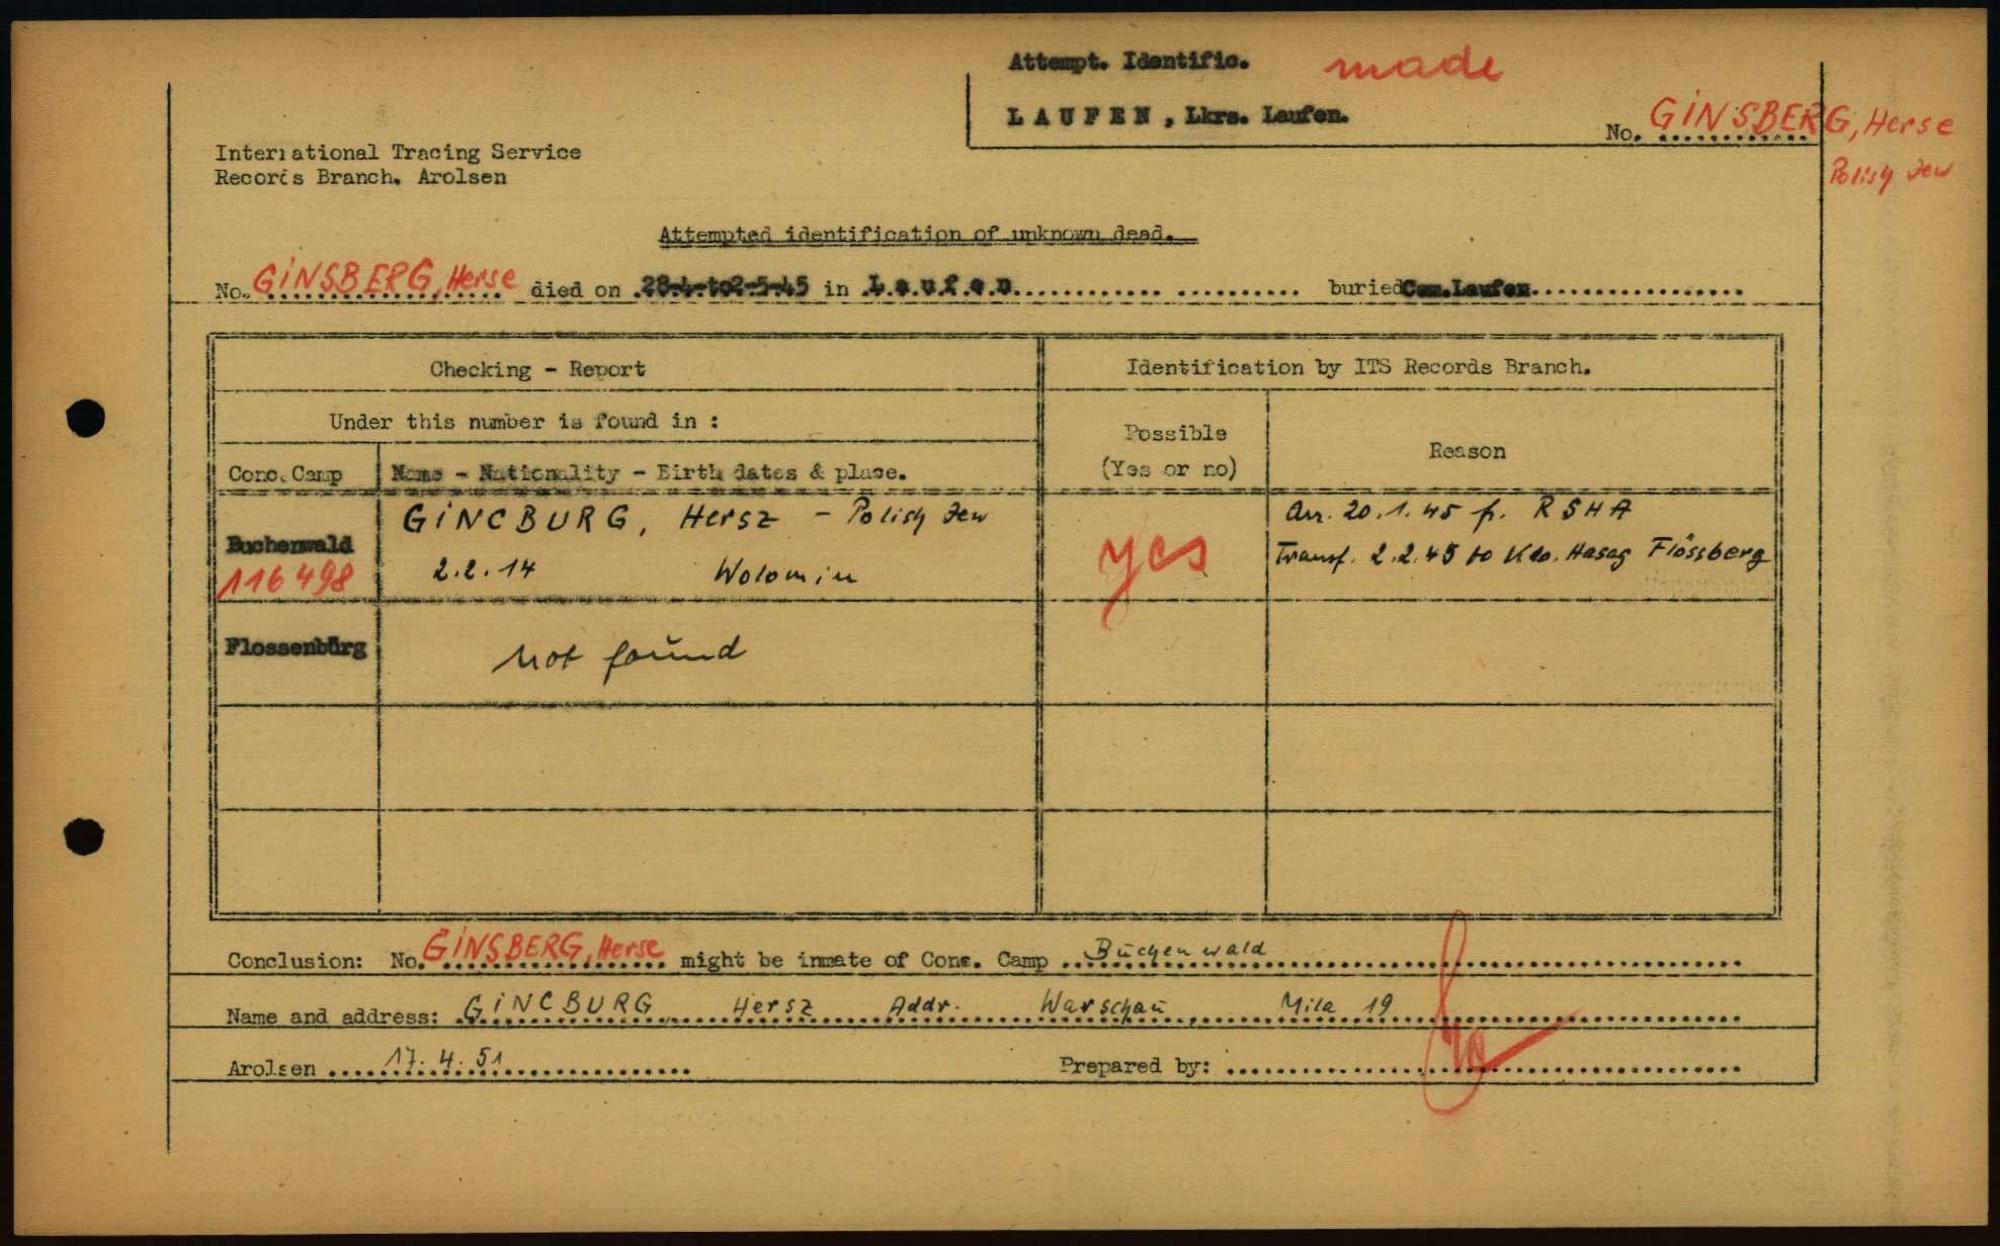 Attempt. Identific. made
LAUFEN, Lkrs. Laufen.
No. GINSBERG, Herse
Polish Jew
International Tracing Service
Records Branch. Arolsen
Attempted identification of unknown dead.
No. GINSBERG, Herse died on 28-4-to2-5-45 in Laufen buried Cem.Laufen
Checking - Report
Identification by ITS Records Branch.
Under this number is found in :
Possible
(Yes or no)
Reason
Conc. Camp
Name - Nationality - Birth dates & place.
Buchenwald
116498
GINCBURG, Hersz - Polish Jew
2.2.14 Wolomin
yes
Arr. 20.1.45 fr. RSHA
Transf. 2.2.45 to Kdo. Hasag Flössberg
Flossenbürg
not found
Conclusion: No. GINSBERG, Herse might be inmate of Conc. Camp Buchenwald
Name and address: GINCBURG Hersz Addr. Warschau, Mila 19
Arolsen 17.4.51 Prepared by: